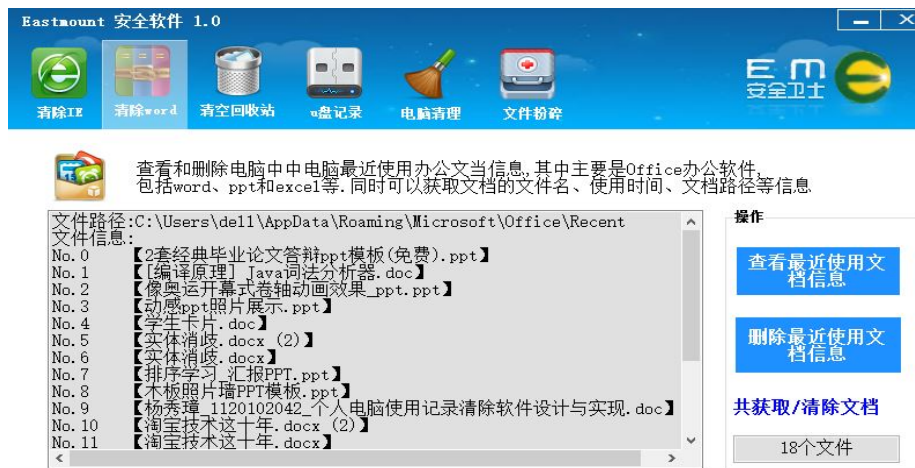 Eastmount 安全软件 1.0
清除IE
清除word
清空回收站
u盘记录
电脑清理
文件粉碎
EMO
安全卫士
查看和删除电脑中中电脑最近使用办公文当信息,其中主要是Office办公软件,
包括word、ppt和excel等.同时可以获取文档的文件名、使用时间、文档路径等信息
文件路径:C:\Users\dell\AppData\Roaming\Microsoft\Office\Recent
文件信息:
No.0 【2套经典毕业论文答辩ppt模板(免费).ppt】
No.1 【[编译原理] Java词法分析器.doc】
No.2 【像奥运开幕式卷轴动画效果_ppt.ppt】
No.3 【动感ppt照片展示.ppt】
No.4 【学生卡片.doc】
No.5 【实体消歧.docx (2)】
No.6 【实体消歧.docx】
No.7 【排序学习_汇报PPT.ppt】
No.8 【木板照片墙PPT模板.ppt】
No.9 【杨秀璋_1120102042_个人电脑使用记录清除软件设计与实现.doc】
No.10 【淘宝技术这十年.docx (2)】
No.11 【淘宝技术这十年.docx】
操作
查看最近使用文
档信息
删除最近使用文
档信息
共获取/清除文档
18个文件